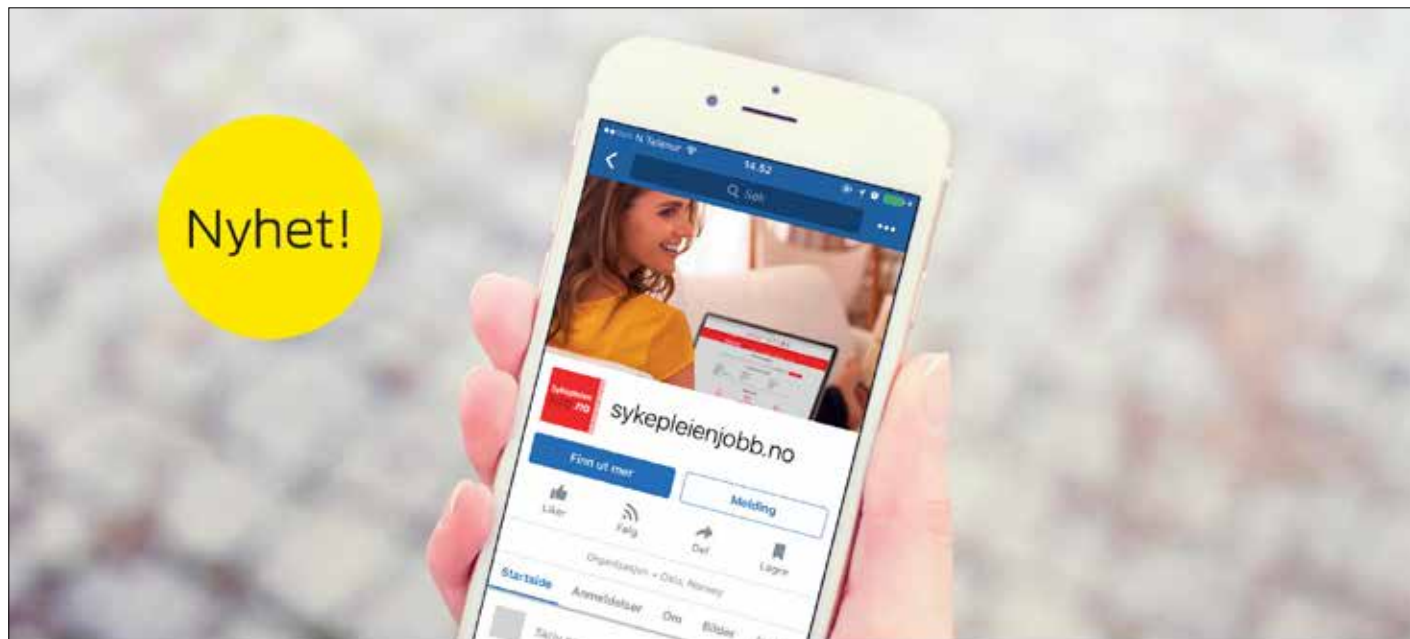 Nyhet!
N Telenor
14.52
Søk
sykepleien
.no
sykepleienjobb.no
Finn ut mer
Melding
Liker
Følg
Del
Lagre
Organisasjon • Oslo, Norway
Startside
Anmeldelser
Om
Bilder